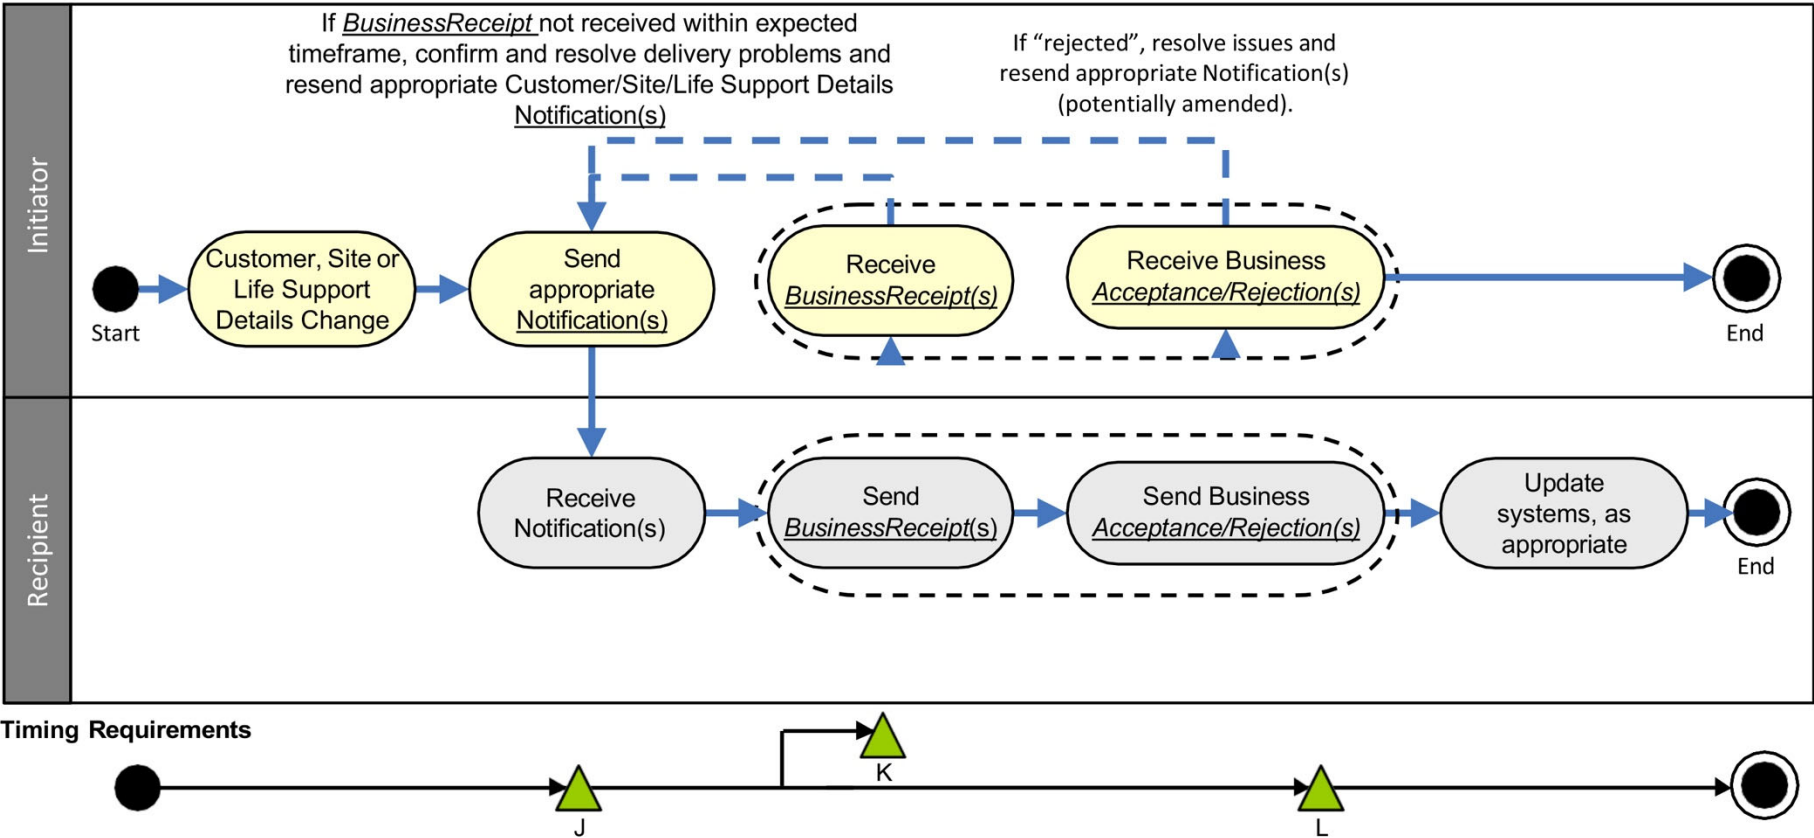 If BusinessReceipt not received within expected
timeframe, confirm and resolve delivery problems and
resend appropriate Customer/Site/Life Support Details
Notification(s)
If “rejected”, resolve issues and
resend appropriate Notification(s)
(potentially amended).
Initiator
Start
Customer, Site or
Life Support
Details Change
Send
appropriate
Notification(s)
Receive
BusinessReceipt(s)
Receive Business
Acceptance/Rejection(s)
End
Recipient
Receive
Notification(s)
Send
BusinessReceipt(s)
Send Business
Acceptance/Rejection(s)
Update
systems, as
appropriate
End
Timing Requirements
J
K
L